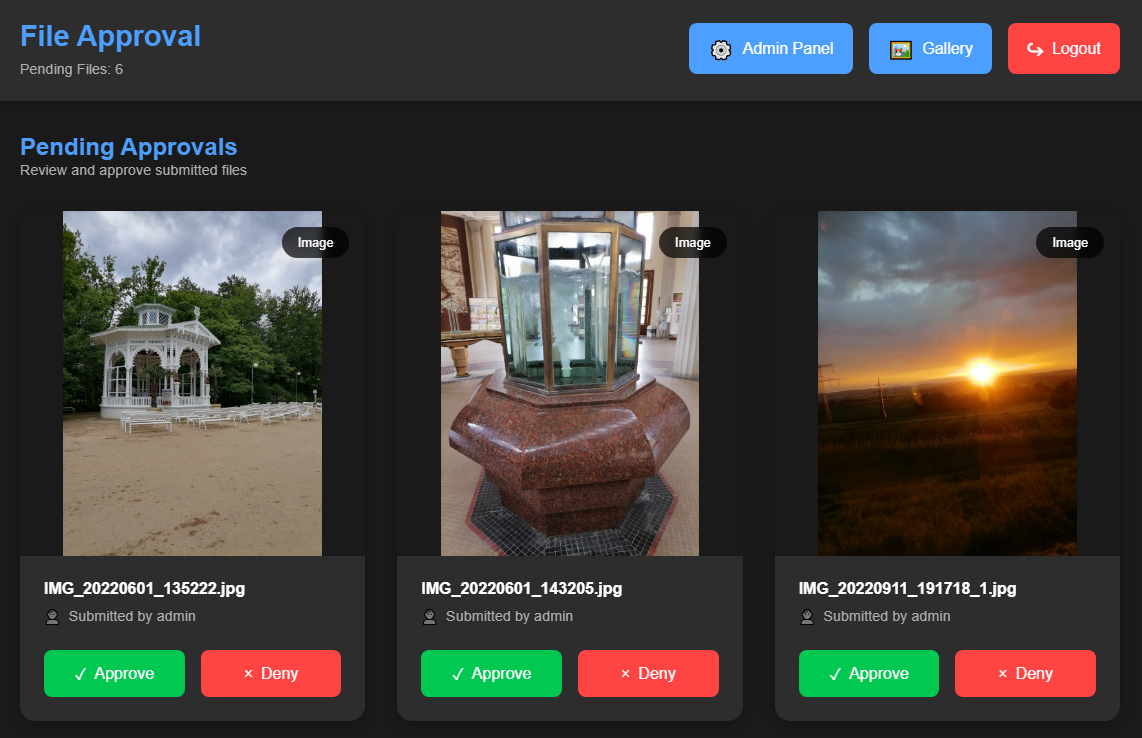 File Approval
Pending Files: 6
Admin Panel
Gallery
Logout
Pending Approvals
Review and approve submitted files
Image
Image
Image
IMG_20220601_135222.jpg
Submitted by admin
✓ Approve
× Deny
IMG_20220601_143205.jpg
Submitted by admin
✓ Approve
× Deny
IMG_20220911_191718_1.jpg
Submitted by admin
✓ Approve
× Deny